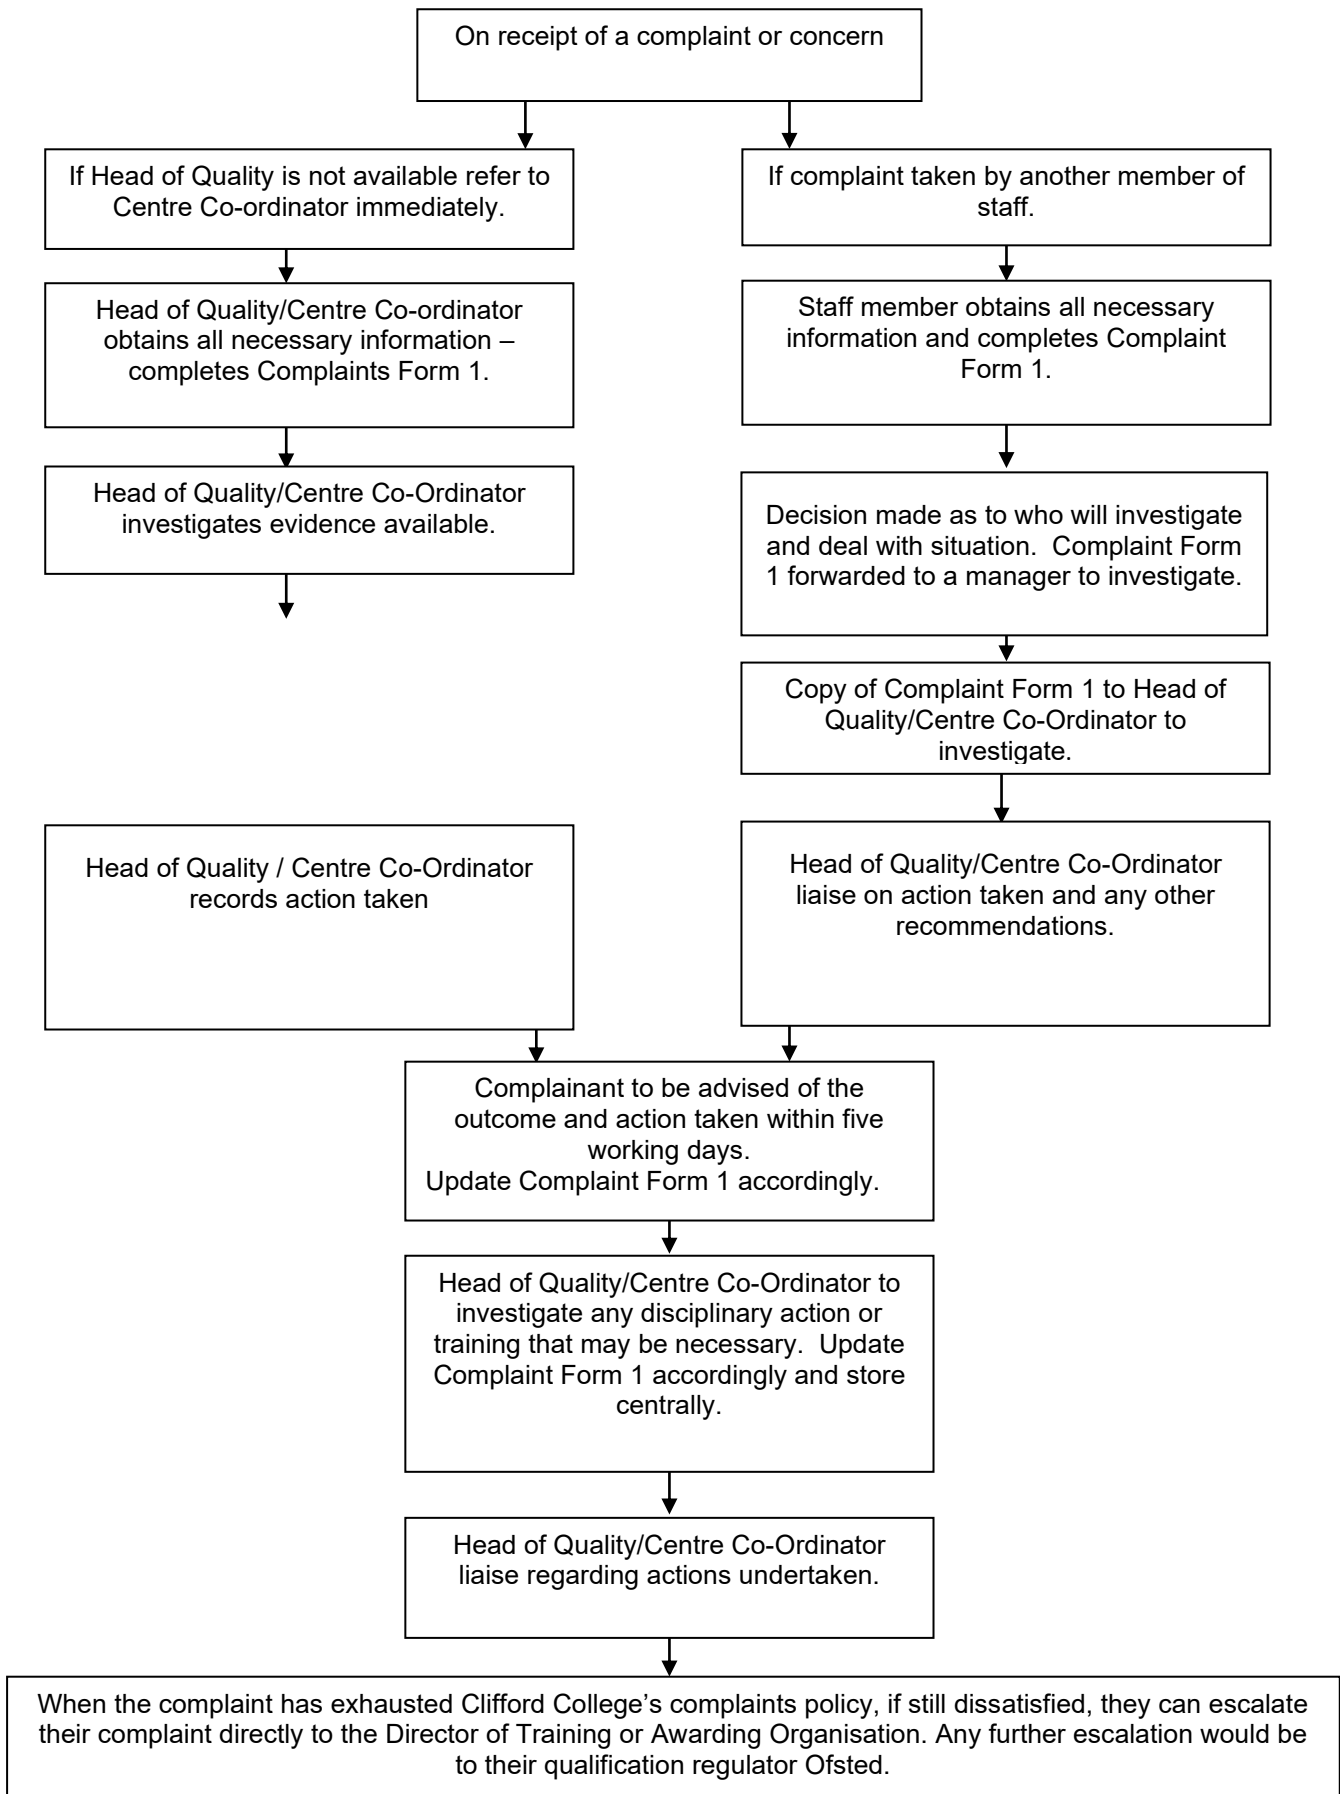 On receipt of a complaint or concern
If Head of Quality is not available refer to
Centre Co-ordinator immediately.
If complaint taken by another member of
staff.
Head of Quality/Centre Co-ordinator
obtains all necessary information –
completes Complaints Form 1.
Staff member obtains all necessary
information and completes Complaint
Form 1.
Head of Quality/Centre Co-Ordinator
investigates evidence available.
Decision made as to who will investigate
and deal with situation.  Complaint Form
1 forwarded to a manager to investigate.
Copy of Complaint Form 1 to Head of
Quality/Centre Co-Ordinator to
investigate.
Head of Quality / Centre Co-Ordinator
records action taken
Head of Quality/Centre Co-Ordinator
liaise on action taken and any other
recommendations.
Complainant to be advised of the
outcome and action taken within five
working days.
Update Complaint Form 1 accordingly.
Head of Quality/Centre Co-Ordinator to
investigate any disciplinary action or
training that may be necessary.  Update
Complaint Form 1 accordingly and store
centrally.
Head of Quality/Centre Co-Ordinator
liaise regarding actions undertaken.
When the complaint has exhausted Clifford College’s complaints policy, if still dissatisfied, they can escalate
their complaint directly to the Director of Training or Awarding Organisation. Any further escalation would be
to their qualification regulator Ofsted.